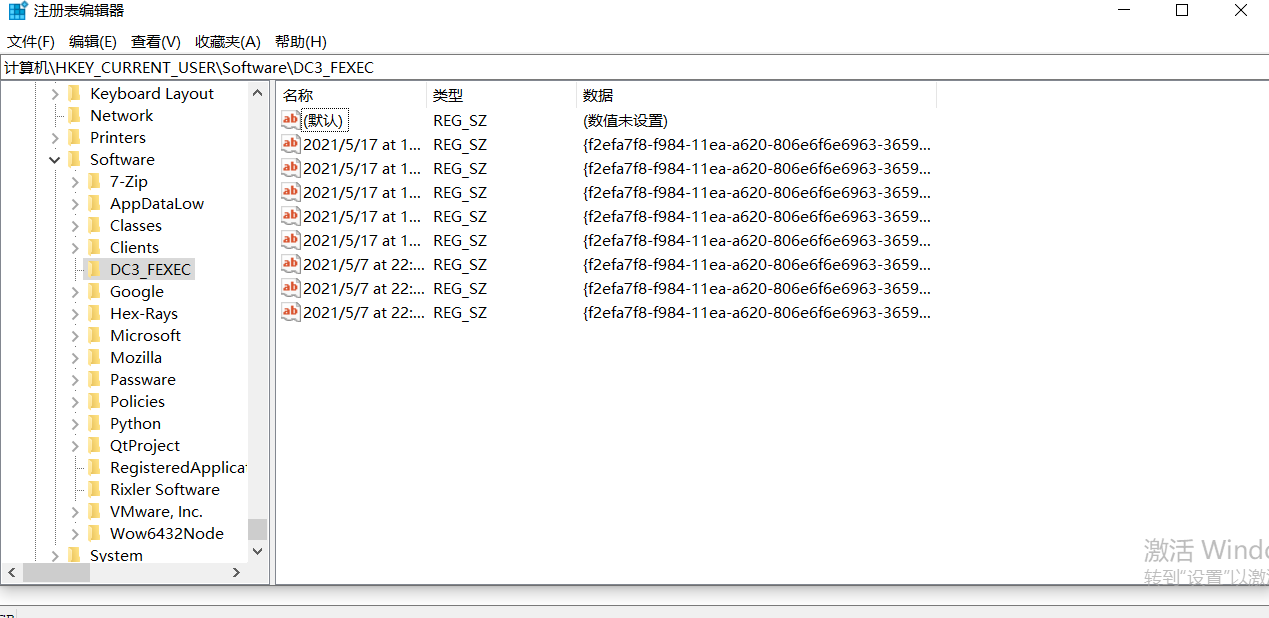 注册表编辑器
文件(F) 编辑(E) 查看(V) 收藏夹(A) 帮助(H)
计算机\HKEY_CURRENT_USER\Software\DC3_FEXEC
Keyboard Layout
Network
Printers
Software
7-Zip
AppDataLow
Classes
Clients
DC3_FEXEC
Google
Hex-Rays
Microsoft
Mozilla
Passware
Policies
Python
QtProject
RegisteredApplica
Rixler Software
VMware, Inc.
Wow6432Node
System
名称 类型 数据
(默认) REG_SZ (数值未设置)
2021/5/17 at 1... REG_SZ {f2efa7f8-f984-11ea-a620-806e6f6e6963-3659...
2021/5/17 at 1... REG_SZ {f2efa7f8-f984-11ea-a620-806e6f6e6963-3659...
2021/5/17 at 1... REG_SZ {f2efa7f8-f984-11ea-a620-806e6f6e6963-3659...
2021/5/17 at 1... REG_SZ {f2efa7f8-f984-11ea-a620-806e6f6e6963-3659...
2021/5/17 at 1... REG_SZ {f2efa7f8-f984-11ea-a620-806e6f6e6963-3659...
2021/5/7 at 22:... REG_SZ {f2efa7f8-f984-11ea-a620-806e6f6e6963-3659...
2021/5/7 at 22:... REG_SZ {f2efa7f8-f984-11ea-a620-806e6f6e6963-3659...
2021/5/7 at 22:... REG_SZ {f2efa7f8-f984-11ea-a620-806e6f6e6963-3659...
激活 Windo
转到"设置"以激